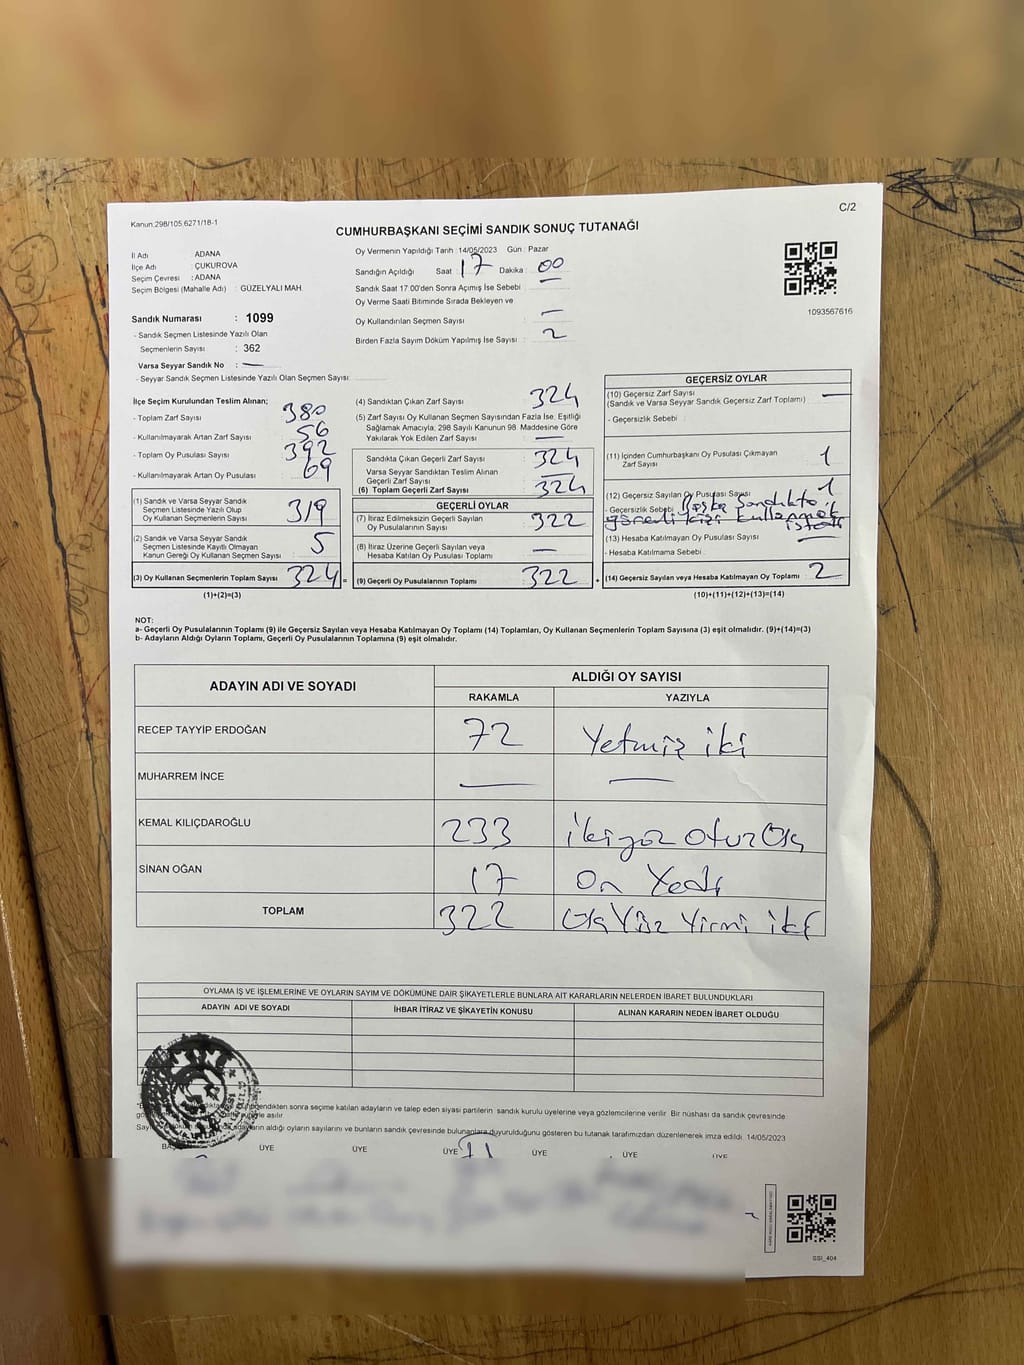 C/2
Kanun.298/105,6271/18-1
CUMHURBAŞKANI SEÇİMİ SANDIK SONUÇ TUTANAĞI
İl Adı : ADANA
İlçe Adı : ÇUKUROVA
Seçim Çevresi : ADANA
Seçim Bölgesi (Mahalle Adı) : GÜZELYALI MAH.
Sandık Numarası : 1099
- Sandık Seçmen Listesinde Yazılı Olan
Seçmenlerin Sayısı : 362
Varsa Seyyar Sandık No : —
- Seyyar Sandık Seçmen Listesinde Yazılı Olan Seçmen Sayısı:
Oy Vermenin Yapıldığı Tarih :14/05/2023 Gün : Pazar
Sandığın Açıldığı Saat : 17 Dakika : 00
Sandık Saat 17.00'den Sonra Açımış İse Sebebi : —
Oy Verme Saati Bitiminde Sırada Bekleyen ve
Oy Kullandırılan Seçmen Sayısı : —
Birden Fazla Sayım Döküm Yapılmış İse Sayısı : 2
1093567616
İlçe Seçim Kurulundan Teslim Alınan;
- Toplam Zarf Sayısı : 380
- Kullanılmayarak Artan Zarf Sayısı : 56
- Toplam Oy Pusulası Sayısı : 392
- Kullanılmayarak Artan Oy Pusulası : 69
(1) Sandık ve Varsa Seyyar Sandık
Seçmen Listesinde Yazılı Olup
Oy Kullanan Seçmenlerin Sayısı : 319
(2) Sandık ve Varsa Seyyar Sandık
Seçmen Listesinde Kayıtlı Olmayan
Kanun Gereği Oy Kullanan Seçmen Sayısı : 5
(3) Oy Kullanan Seçmenlerin Toplam Sayısı : 324 =
(1)+(2)=(3)
(4) Sandıktan Çıkan Zarf Sayısı : 324
(5) Zarf Sayısı Oy Kullanan Seçmen Sayısından Fazla İse, Eşitliği
Sağlamak Amacıyla; 298 Sayılı Kanunun 98. Maddesine Göre
Yakılarak Yok Edilen Zarf Sayısı : —
Sandıkta Çıkan Geçerli Zarf Sayısı : 324
Varsa Seyyar Sandıktan Teslim Alınan
Geçerli Zarf Sayısı : —
(6) Toplam Geçerli Zarf Sayısı : 324
GEÇERLİ OYLAR
(7) İtiraz Edilmeksizin Geçerli Sayılan
Oy Pusulalarının Sayısı : 322
(8) İtiraz Üzerine Geçerli Sayılan veya
Hesaba Katılan Oy Pusulası Toplamı : —
(9) Geçerli Oy Pusulalarının Toplamı : 322 +
GEÇERSİZ OYLAR
(10) Geçersiz Zarf Sayısı : —
(Sandık ve Varsa Seyyar Sandık Geçersiz Zarf Toplamı)
- Geçersizlik Sebebi :
(11) İçinden Cumhurbaşkanı Oy Pusulası Çıkmayan
Zarf Sayısı : 1
(12) Geçersiz Sayılan Oy Pusulası Sayısı : 1
- Geçersizlik Sebebi : Başka Sandıkta
görevli kişi kullanmak
istedi
(13) Hesaba Katılmayan Oy Pusulası Sayısı : —
- Hesaba Katılmama Sebebi :
(14) Geçersiz Sayılan veya Hesaba Katılmayan Oy Toplamı : 2
(10)+(11)+(12)+(13)=(14)
NOT:
a- Geçerli Oy Pusulalarının Toplamı (9) ile Geçersiz Sayılan veya Hesaba Katılmayan Oy Toplamı (14) Toplamları, Oy Kullanan Seçmenlerin Toplam Sayısına (3) eşit olmalıdır. (9)+(14)=(3)
b- Adayların Aldığı Oyların Toplamı, Geçerli Oy Pusulalarının Toplamına (9) eşit olmalıdır.
ADAYIN ADI VE SOYADI ALDIĞI OY SAYISI
RAKAMLA YAZIYLA
RECEP TAYYİP ERDOĞAN 72 Yetmiş iki
MUHARREM İNCE — —
KEMAL KILIÇDAROĞLU 233 ikiyüz otuz üç
SİNAN OĞAN 17 On Yedi
TOPLAM 322 Üç Yüz Yirmi iki
OYLAMA İŞ VE İŞLEMLERİNE VE OYLARIN SAYIM VE DÖKÜMÜNE DAİR ŞİKAYETLERLE BUNLARA AİT KARARLARIN NELERDEN İBARET BULUNDUKLARI
ADAYIN ADI VE SOYADI İHBAR İTİRAZ VE ŞİKAYETİN KONUSU ALINAN KARARIN NEDEN İBARET OLDUĞU
sonra seçime katılan adayların ve talep eden siyasi partilerin sandık kurulu üyelerine veya gözlemcilerine verilir. Bir nüshası da sandık çevresinde
asılır.
aldığı oyların sayılarını ve bunların sandık çevresinde bulunanlara duyurulduğunu gösteren bu tutanak tarafımızdan düzenlenerek imza edildi. 14/05/2023
ÜYE ÜYE ÜYE ÜYE ÜYE ÜYE
SSI_404